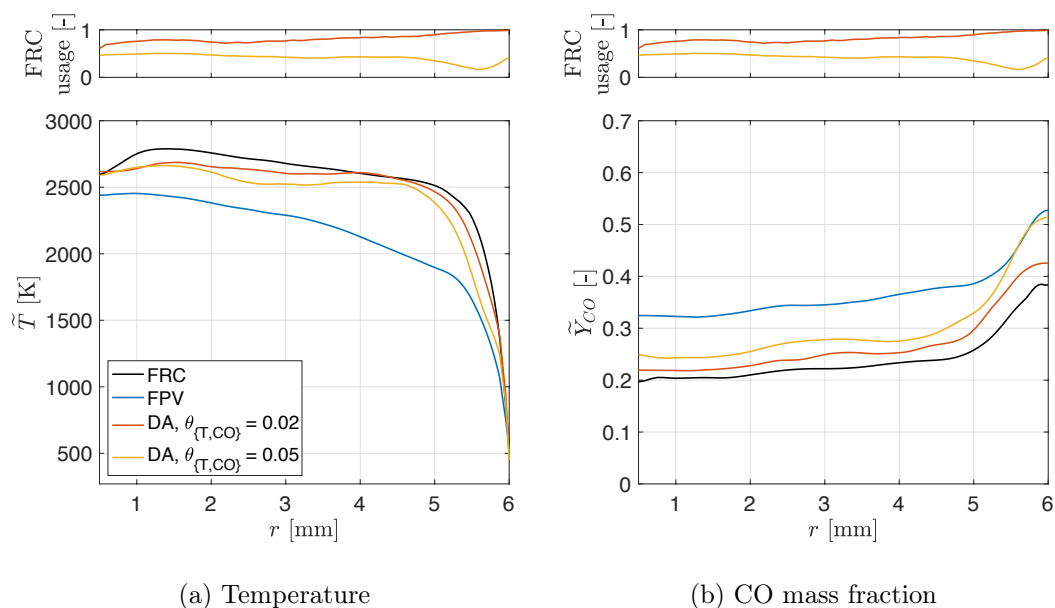 FRC
usage [-]
1
0
3000
2500
2000
1500
1000
500
T̃ [K]
FRC
FPV
DA, θ{T,CO} = 0.02
DA, θ{T,CO} = 0.05
1 2 3 4 5 6
r [mm]
(a) Temperature
FRC
usage [-]
1
0
0.7
0.6
0.5
0.4
0.3
0.2
0.1
0
ỸCO [-]
1 2 3 4 5 6
r [mm]
(b) CO mass fraction